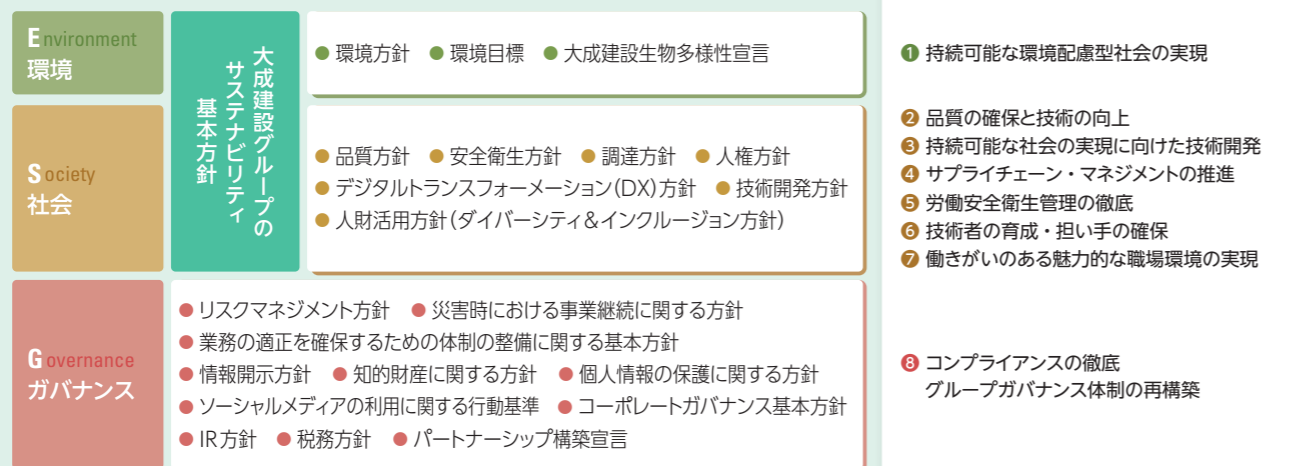 Environment
環境
大成建設グループの
サステナビリティ
基本方針
● 環境方針 ● 環境目標 ● 大成建設生物多様性宣言
❶ 持続可能な環境配慮型社会の実現
Society
社会
● 品質方針 ● 安全衛生方針 ● 調達方針 ● 人権方針
● デジタルトランスフォーメーション(DX)方針 ● 技術開発方針
● 人財活用方針(ダイバーシティ&インクルージョン方針)
❷ 品質の確保と技術の向上
❸ 持続可能な社会の実現に向けた技術開発
❹ サプライチェーン・マネジメントの推進
❺ 労働安全衛生管理の徹底
❻ 技術者の育成・担い手の確保
❼ 働きがいのある魅力的な職場環境の実現
Governance
ガバナンス
● リスクマネジメント方針 ● 災害時における事業継続に関する方針
● 業務の適正を確保するための体制の整備に関する基本方針
● 情報開示方針 ● 知的財産に関する方針 ● 個人情報の保護に関する方針
● ソーシャルメディアの利用に関する行動基準 ● コーポレートガバナンス基本方針
● IR方針 ● 税務方針 ● パートナーシップ構築宣言
❽ コンプライアンスの徹底
グループガバナンス体制の再構築